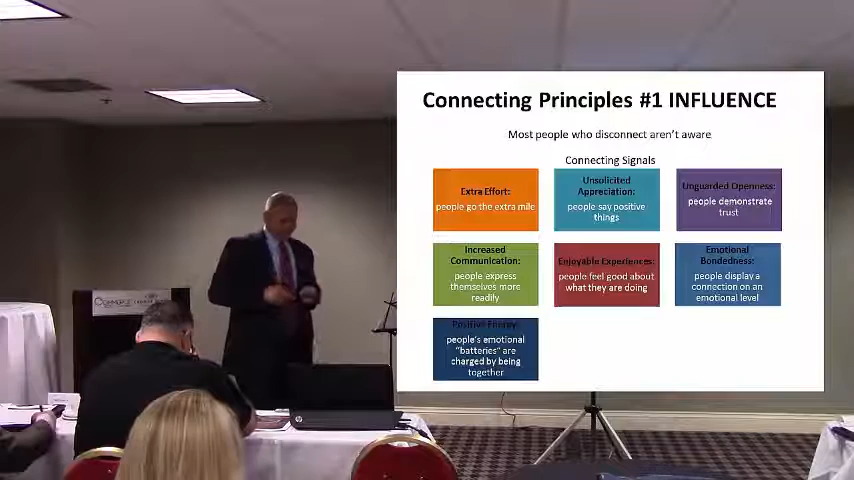 Connecting Principles #1 INFLUENCE
Most people who disconnect aren't aware
Connecting Signals
Extra Effort:
people go the extra mile
Unsolicited
Appreciation:
people say positive
things
Unguarded Openness:
people demonstrate
trust
Increased
Communication:
people express
themselves more
readily
Enjoyable Experiences:
people feel good about
what they are doing
Emotional
Bondedness:
people display a
connection on an
emotional level
Positive Energy:
people's emotional
"batteries" are
charged by being
together
hp